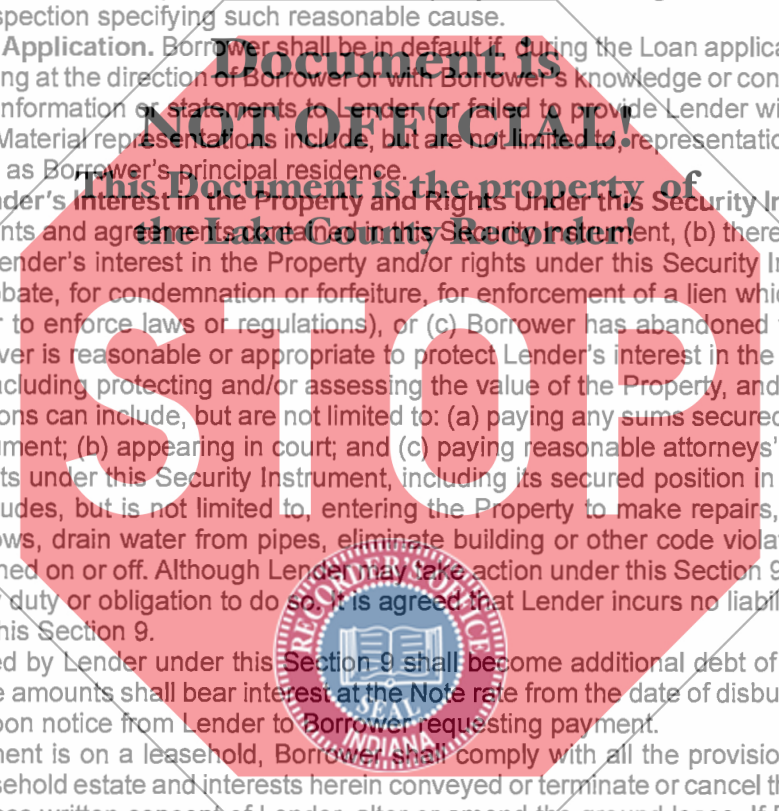 spection specifying such reasonable cause.
Application. Borrower shall be in default if, during the Loan applica
Document is
ng at the direction of Borrower or with Borrower's knowledge or con
nformation or statements to Lender (or failed to provide Lender wi
NOT OFFICIAL!
Material representations include, but are not limited to, representatio
as Borrower's principal residence.
This Document is the property of
nder's Interest in the Property and Rights Under this Security In
the Lake County Recorder!
nts and agreements contained in this Security Instrument, (b) there
ender's interest in the Property and/or rights under this Security In
bate, for condemnation or forfeiture, for enforcement of a lien whic
r to enforce laws or regulations), or (c) Borrower has abandoned
STOP
ver is reasonable or appropriate to protect Lender's interest in the
cluding protecting and/or assessing the value of the Property, and
ons can include, but are not limited to: (a) paying any sums secured
ument; (b) appearing in court; and (c) paying reasonable attorneys'
ts under this Security Instrument, including its secured position in
udes, but is not limited to, entering the Property to make repairs,
ows, drain water from pipes, eliminate building or other code violat
ned on or off. Although Lender may take action under this Section 9
y duty or obligation to do so. It is agreed that Lender incurs no liabil
his Section 9.
RECORDER'S OFFICE
SEAL
INDIANA
ed by Lender under this Section 9 shall become additional debt of
e amounts shall bear interest at the Note rate from the date of disbu
pon notice from Lender to Borrower requesting payment.
ment is on a leasehold, Borrower shall comply with all the provisio
sehold estate and interests herein conveyed or terminate or cancel th